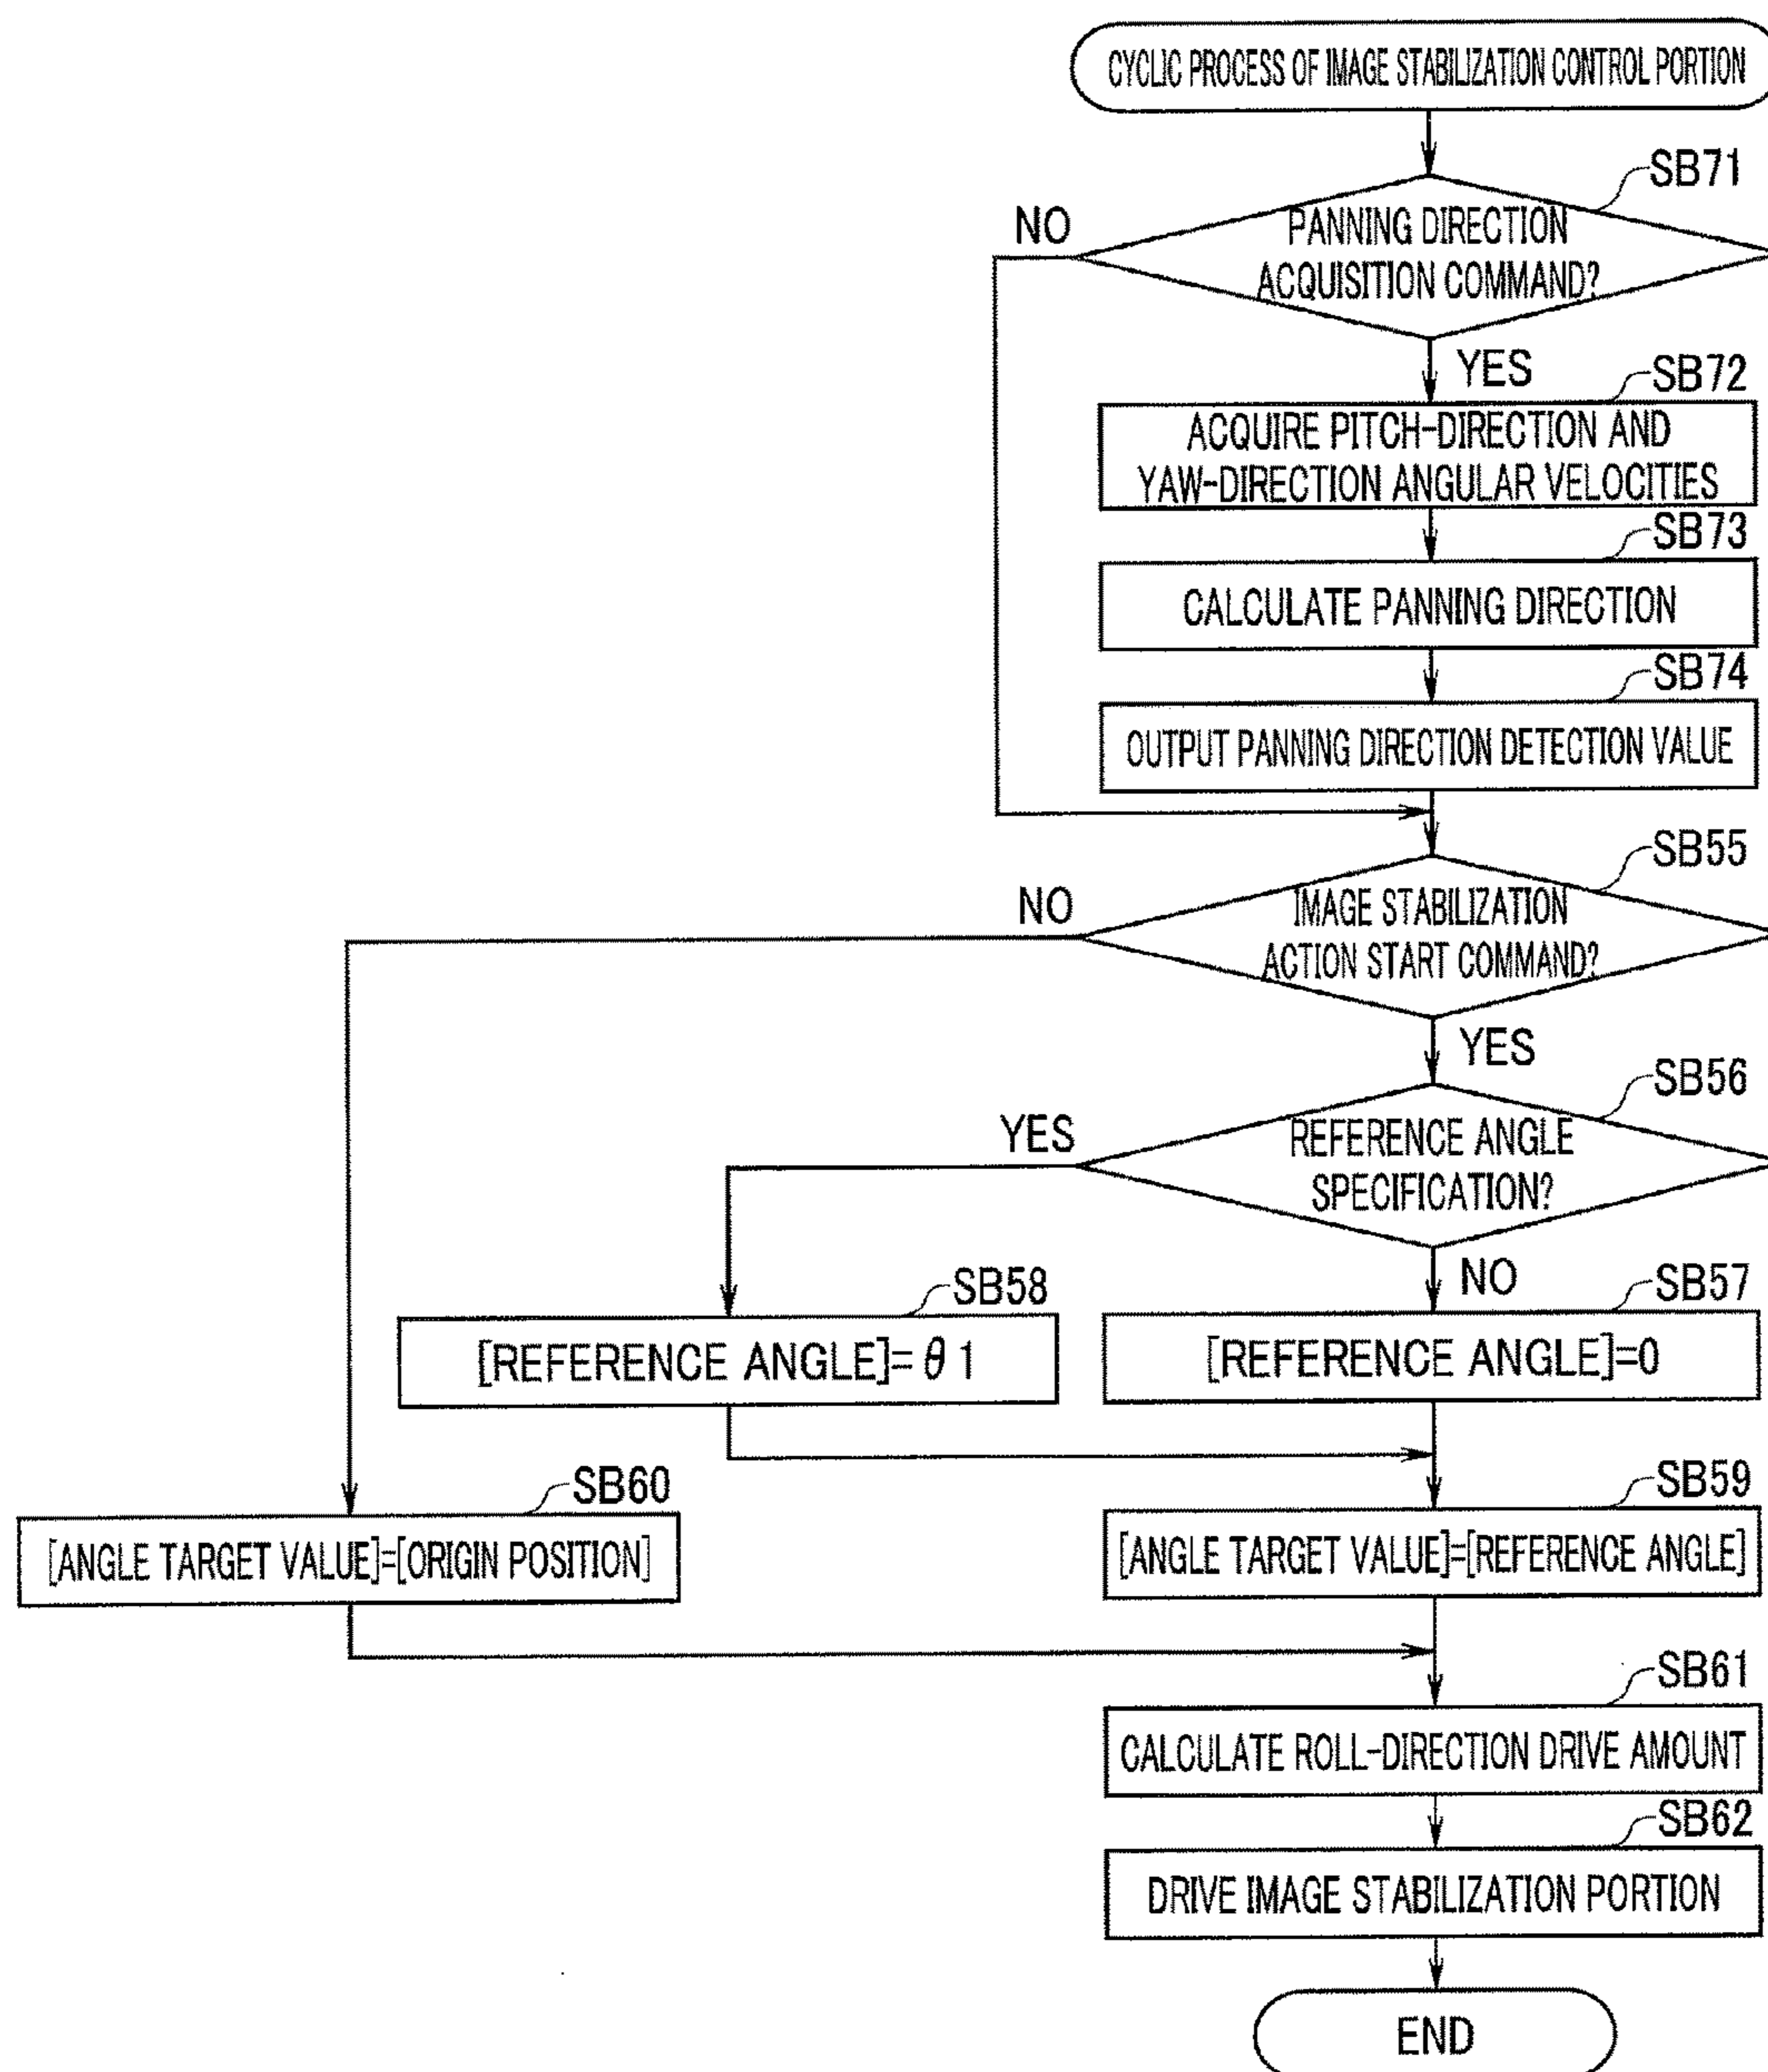 CYCLIC PROCESS OF IMAGE STABILIZATION CONTROL PORTION
SB71
NO
PANNING DIRECTION
ACQUISITION COMMAND?
YES
SB72
ACQUIRE PITCH-DIRECTION AND
YAW-DIRECTION ANGULAR VELOCITIES
SB73
CALCULATE PANNING DIRECTION
SB74
OUTPUT PANNING DIRECTION DETECTION VALUE
SB55
NO
IMAGE STABILIZATION
ACTION START COMMAND?
YES
SB56
YES
REFERENCE ANGLE
SPECIFICATION?
NO
SB58
SB57
[REFERENCE ANGLE]=θ1
[REFERENCE ANGLE]=0
SB60
SB59
[ANGLE TARGET VALUE]=[ORIGIN POSITION]
[ANGLE TARGET VALUE]=[REFERENCE ANGLE]
SB61
CALCULATE ROLL-DIRECTION DRIVE AMOUNT
SB62
DRIVE IMAGE STABILIZATION PORTION
END